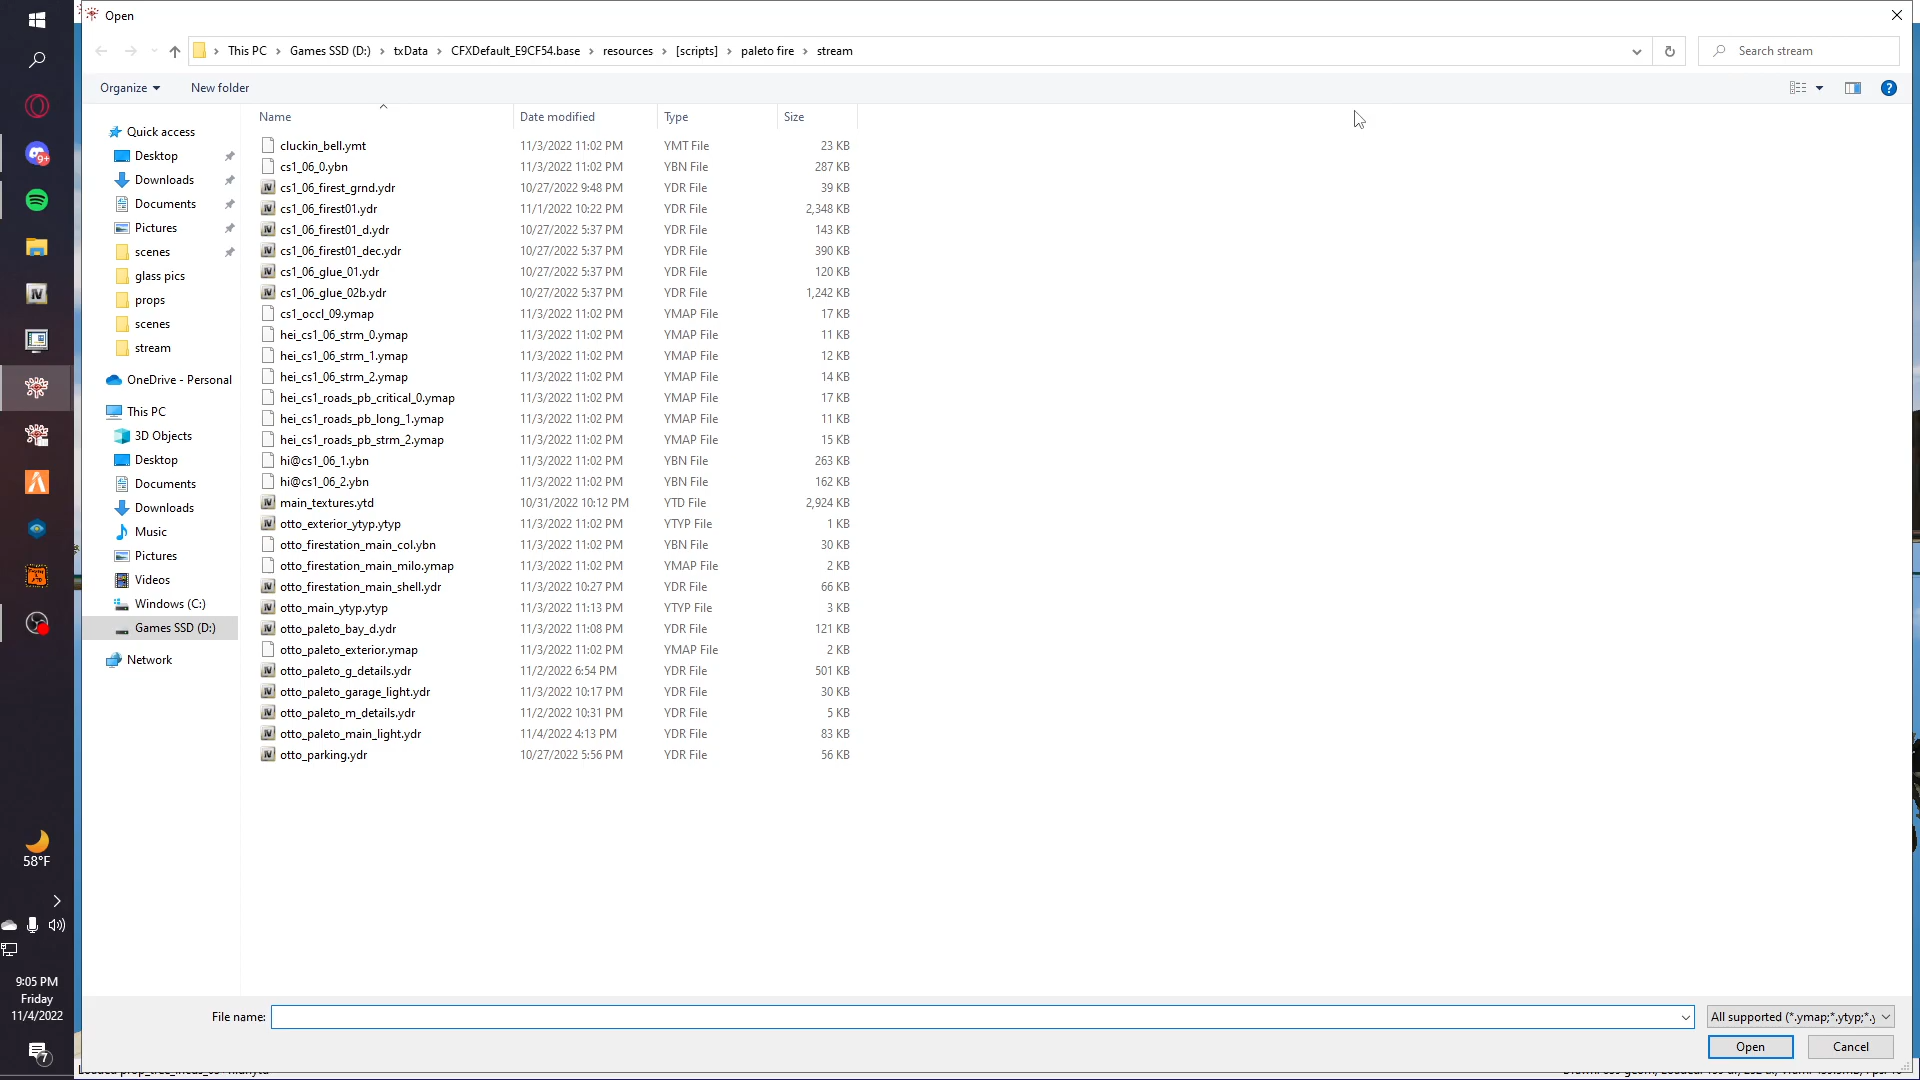 Open
This PC > Games SSD (D:) > txData > CFXDefault_E9CF54.base > resources > [scripts] > paleto fire > stream
Search stream
Organize
New folder
Name Date modified Type Size
cluckin_bell.ymt 11/3/2022 11:02 PM YMT File 23 KB
cs1_06_0.ybn 11/3/2022 11:02 PM YBN File 287 KB
cs1_06_firest_grnd.ydr 10/27/2022 9:48 PM YDR File 39 KB
cs1_06_firest01.ydr 11/1/2022 10:22 PM YDR File 2,348 KB
cs1_06_firest01_d.ydr 10/27/2022 5:37 PM YDR File 143 KB
cs1_06_firest01_dec.ydr 10/27/2022 5:37 PM YDR File 390 KB
cs1_06_glue_01.ydr 10/27/2022 5:37 PM YDR File 120 KB
cs1_06_glue_02b.ydr 10/27/2022 5:37 PM YDR File 1,242 KB
cs1_occl_09.ymap 11/3/2022 11:02 PM YMAP File 17 KB
hei_cs1_06_strm_0.ymap 11/3/2022 11:02 PM YMAP File 11 KB
hei_cs1_06_strm_1.ymap 11/3/2022 11:02 PM YMAP File 12 KB
hei_cs1_06_strm_2.ymap 11/3/2022 11:02 PM YMAP File 14 KB
hei_cs1_roads_pb_critical_0.ymap 11/3/2022 11:02 PM YMAP File 17 KB
hei_cs1_roads_pb_long_1.ymap 11/3/2022 11:02 PM YMAP File 11 KB
hei_cs1_roads_pb_strm_2.ymap 11/3/2022 11:02 PM YMAP File 15 KB
hi@cs1_06_1.ybn 11/3/2022 11:02 PM YBN File 263 KB
hi@cs1_06_2.ybn 11/3/2022 11:02 PM YBN File 162 KB
main_textures.ytd 10/31/2022 10:12 PM YTD File 2,924 KB
otto_exterior_ytyp.ytyp 11/3/2022 11:02 PM YTYP File 1 KB
otto_firestation_main_col.ybn 11/3/2022 11:02 PM YBN File 30 KB
otto_firestation_main_milo.ymap 11/3/2022 11:02 PM YMAP File 2 KB
otto_firestation_main_shell.ydr 11/3/2022 10:27 PM YDR File 66 KB
otto_main_ytyp.ytyp 11/3/2022 11:13 PM YTYP File 3 KB
otto_paleto_bay_d.ydr 11/3/2022 11:08 PM YDR File 121 KB
otto_paleto_exterior.ymap 11/3/2022 11:02 PM YMAP File 2 KB
otto_paleto_g_details.ydr 11/2/2022 6:54 PM YDR File 501 KB
otto_paleto_garage_light.ydr 11/3/2022 10:17 PM YDR File 30 KB
otto_paleto_m_details.ydr 11/2/2022 10:31 PM YDR File 5 KB
otto_paleto_main_light.ydr 11/4/2022 4:13 PM YDR File 83 KB
otto_parking.ydr 10/27/2022 5:56 PM YDR File 56 KB
Quick access
Desktop
Downloads
Documents
Pictures
scenes
glass pics
props
scenes
stream
OneDrive - Personal
This PC
3D Objects
Desktop
Documents
Downloads
Music
Pictures
Videos
Windows (C:)
Games SSD (D:)
Network
File name:
All supported (*.ymap;*.ytyp;*.y
Open
Cancel
9+
IV
58°F
9:05 PM
Friday
11/4/2022
7